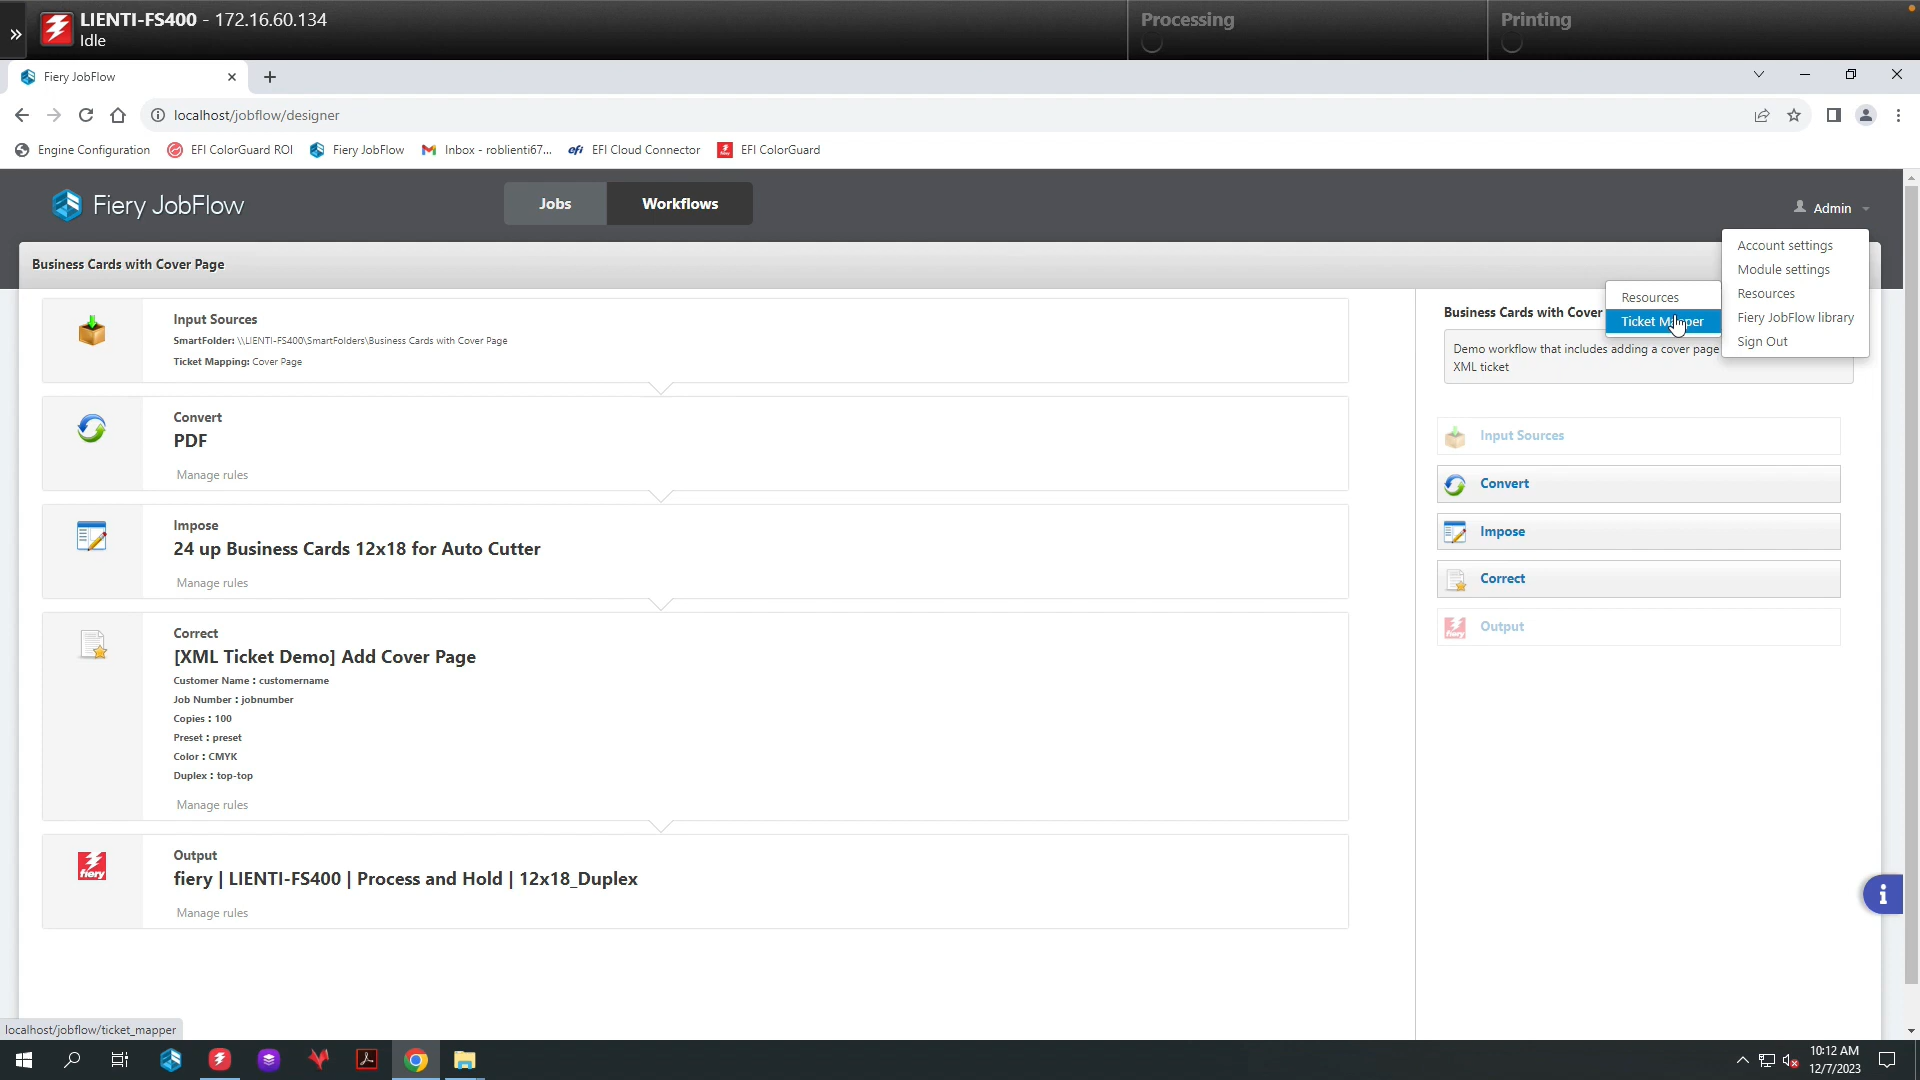 LIENTI-FS400 - 172.16.60.134
Idle
Processing
Printing
Fiery JobFlow
localhost/jobflow/designer
Engine Configuration
EFI ColorGuard ROI
Fiery JobFlow
Inbox - roblienti67...
efi EFI Cloud Connector
EFI ColorGuard
Fiery JobFlow
Jobs
Workflows
Admin
Business Cards with Cover Page
Account settings
Module settings
Resources
Fiery JobFlow library
Sign Out
Resources
Ticket Mapper
Input Sources
SmartFolder: \\LIENTI-FS400\SmartFolders\Business Cards with Cover Page
Ticket Mapping: Cover Page
Convert
PDF
Manage rules
Impose
24 up Business Cards 12x18 for Auto Cutter
Manage rules
Correct
[XML Ticket Demo] Add Cover Page
Customer Name : customername
Job Number : jobnumber
Copies : 100
Preset : preset
Color : CMYK
Duplex : top-top
Manage rules
Output
fiery
fiery | LIENTI-FS400 | Process and Hold | 12x18_Duplex
Manage rules
Business Cards with Cover
Demo workflow that includes adding a cover page
XML ticket
Input Sources
Convert
Impose
Correct
fiery
Output
i
localhost/jobflow/ticket_mapper
10:12 AM
12/7/2023